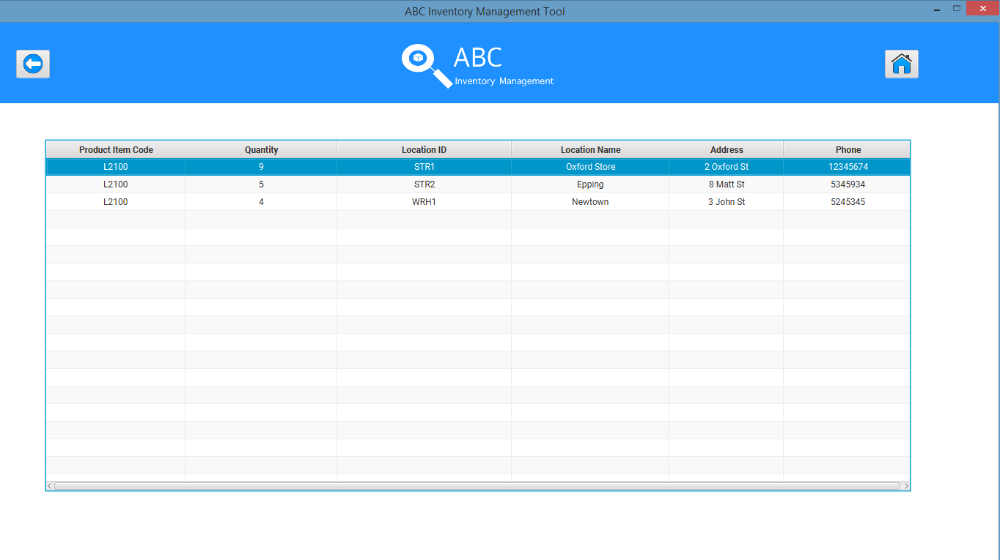 ABC Inventory Management Tool
ABC
Inventory Management
Product Item Code Quantity Location ID Location Name Address Phone
L2100 9 STR1 Oxford Store 2 Oxford St 12345674
L2100 5 STR2 Epping 8 Matt St 5345934
L2100 4 WRH1 Newtown 3 John St 5245345